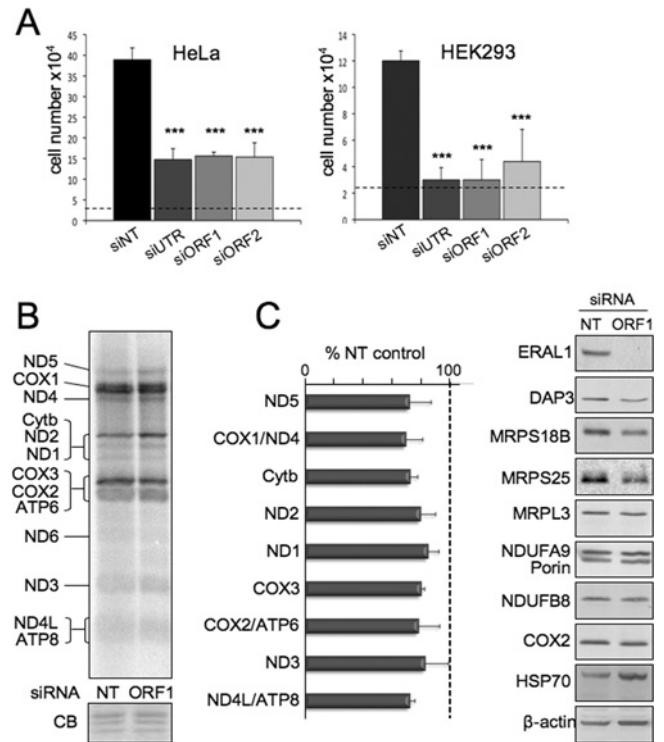 A
HeLa
cell number x10⁴
45
40
35
30
25
20
15
10
5
0
***
***
***
siNT
siUTR
siORF1
siORF2
HEK293
cell number x10⁴
14
12
10
8
6
4
2
0
***
***
***
siNT
siUTR
siORF1
siORF2
B
ND5
COX1
ND4
Cytb
ND2
ND1
COX3
COX2
ATP6
ND6
ND3
ND4L
ATP8
siRNA NT ORF1
CB
C
% NT control
0 100
ND5
COX1/ND4
Cytb
ND2
ND1
COX3
COX2/ATP6
ND3
ND4L/ATP8
siRNA
NT ORF1
ERAL1
DAP3
MRPS18B
MRPS25
MRPL3
NDUFA9
Porin
NDUFB8
COX2
HSP70
β-actin